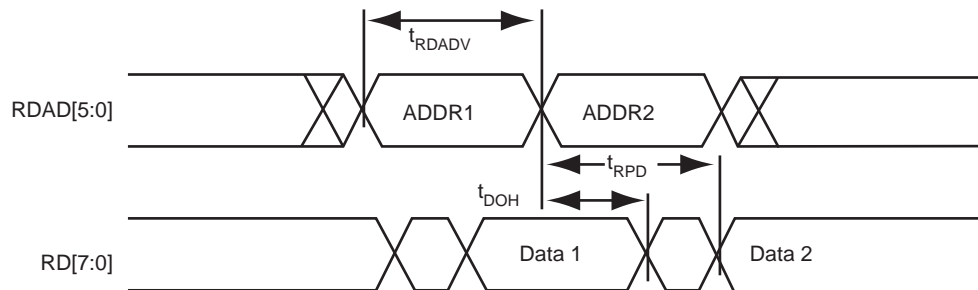 tRDADV
RDAD[5:0]
ADDR1
ADDR2
tRPD
tDOH
RD[7:0]
Data 1
Data 2